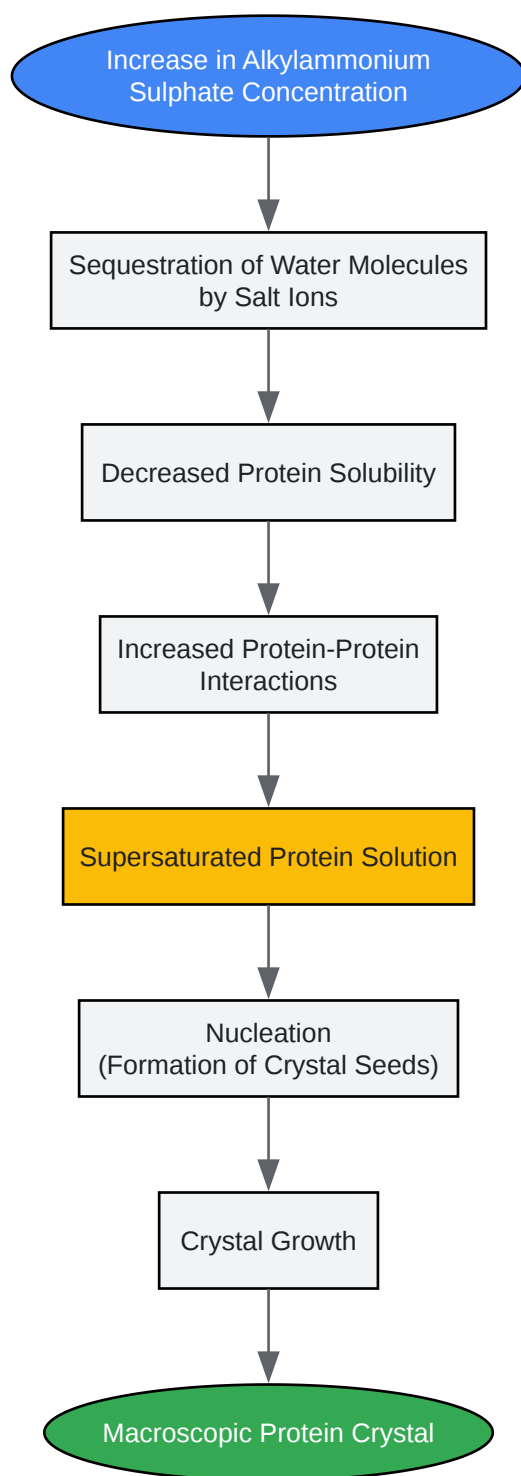 Increase in Alkylammonium
Sulphate Concentration
Sequestration of Water Molecules
by Salt Ions
Decreased Protein Solubility
Increased Protein-Protein
Interactions
Supersaturated Protein Solution
Nucleation
(Formation of Crystal Seeds)
Crystal Growth
Macroscopic Protein Crystal